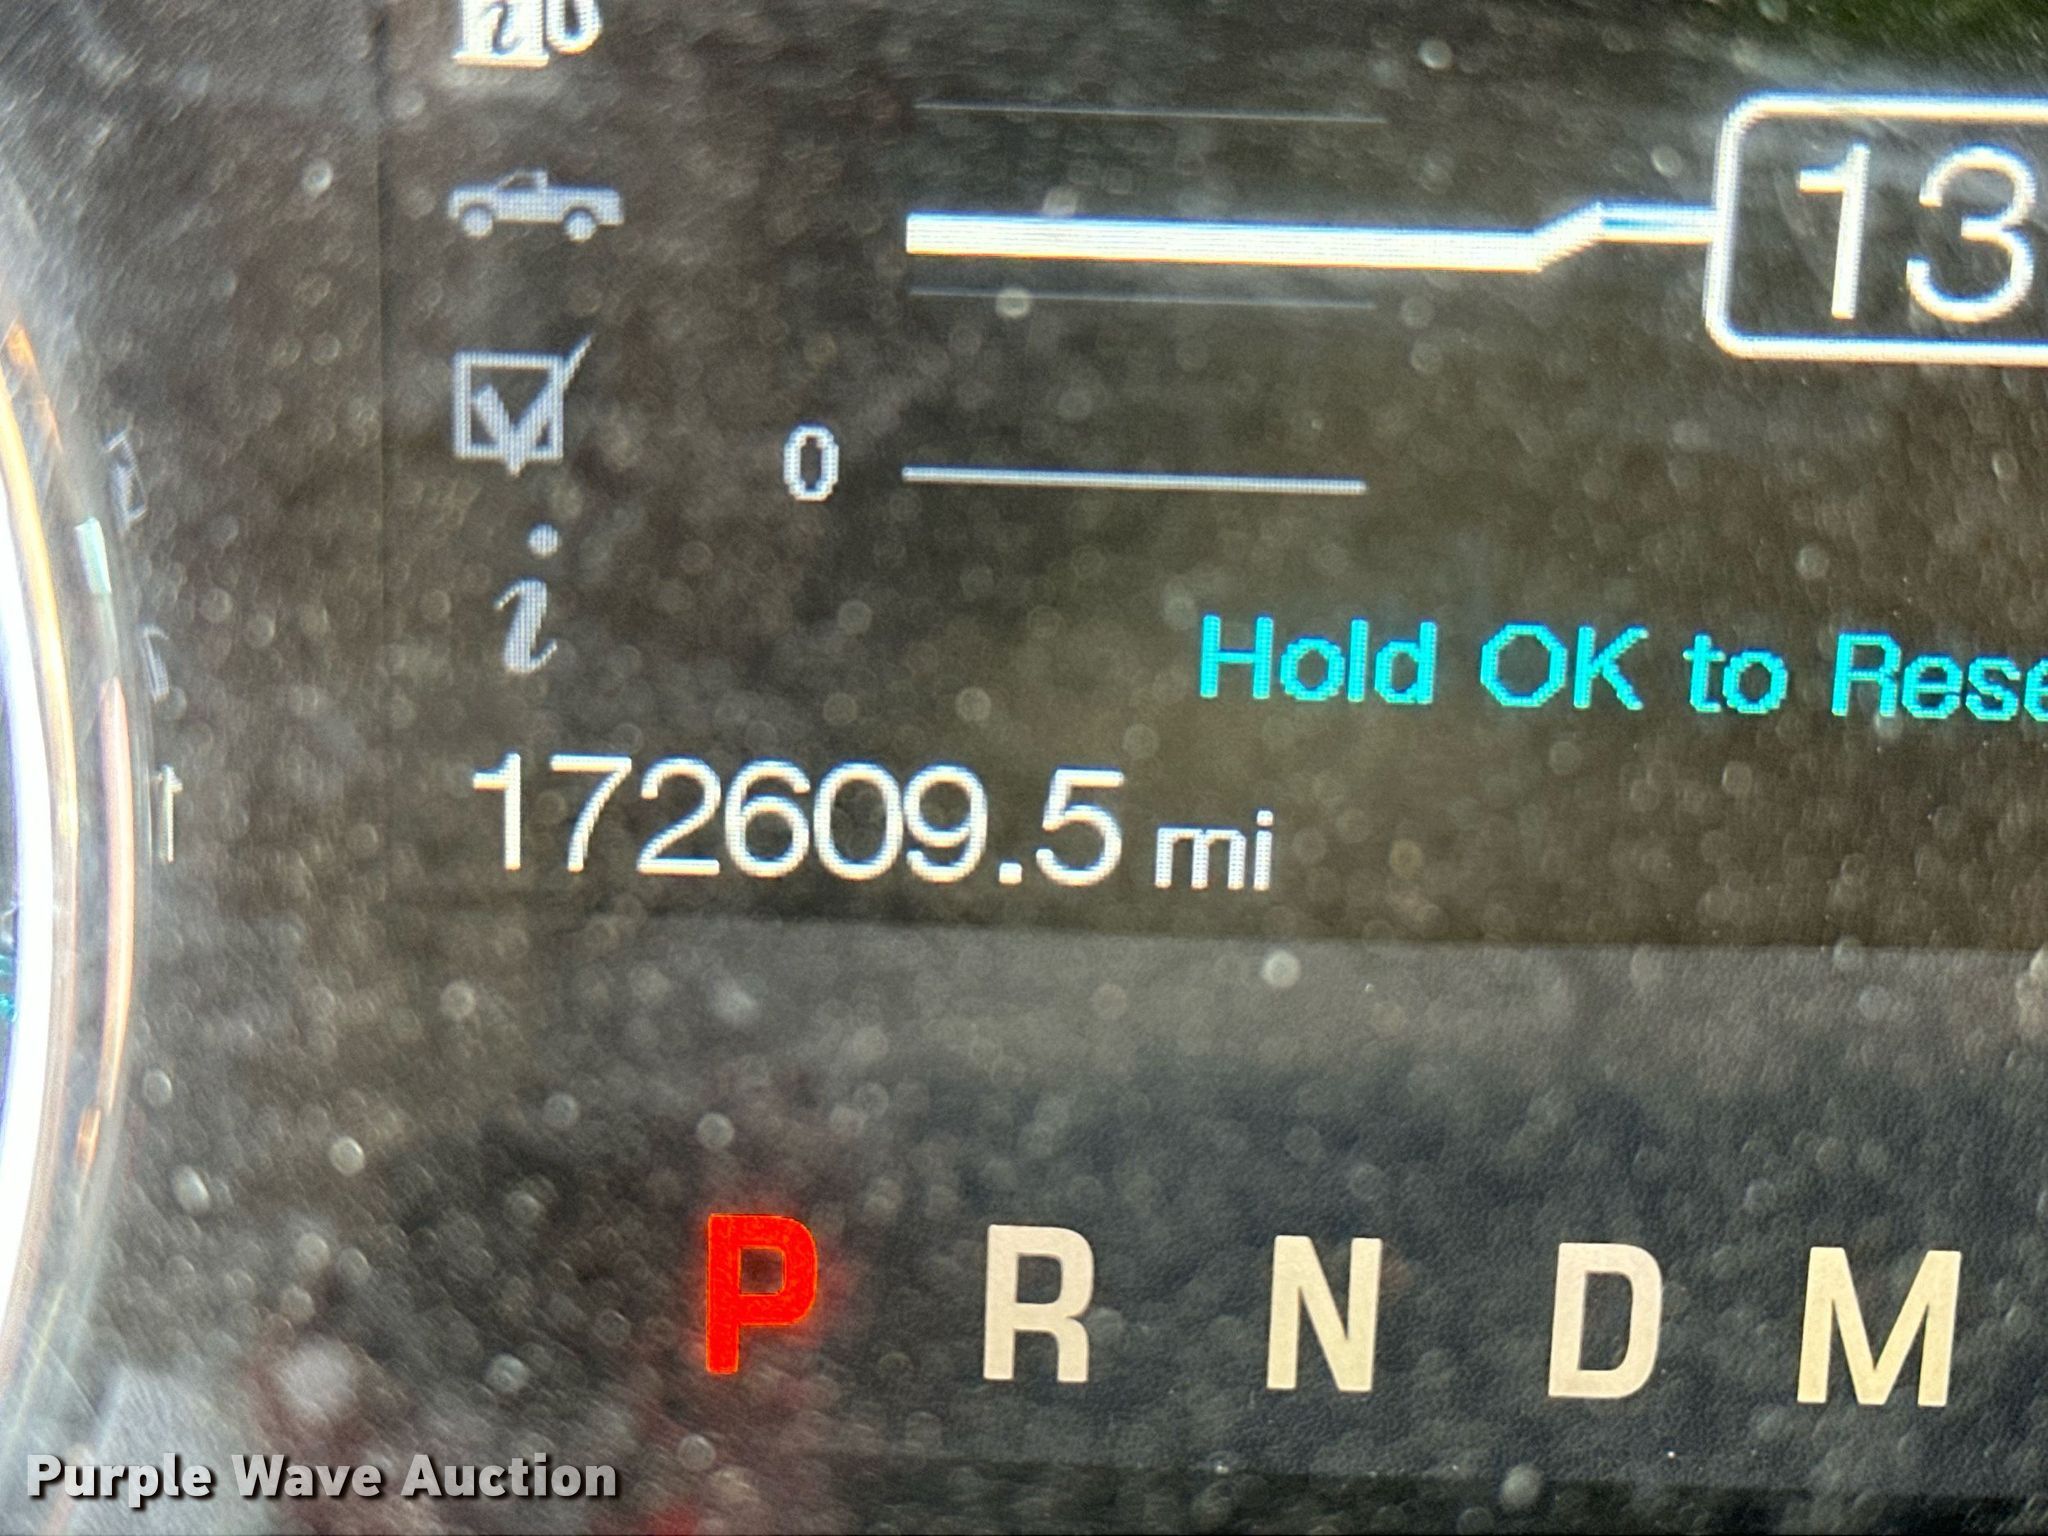 13
0
Hold OK to Rese
172609.5 mi
P R N D M
Purple Wave Auction